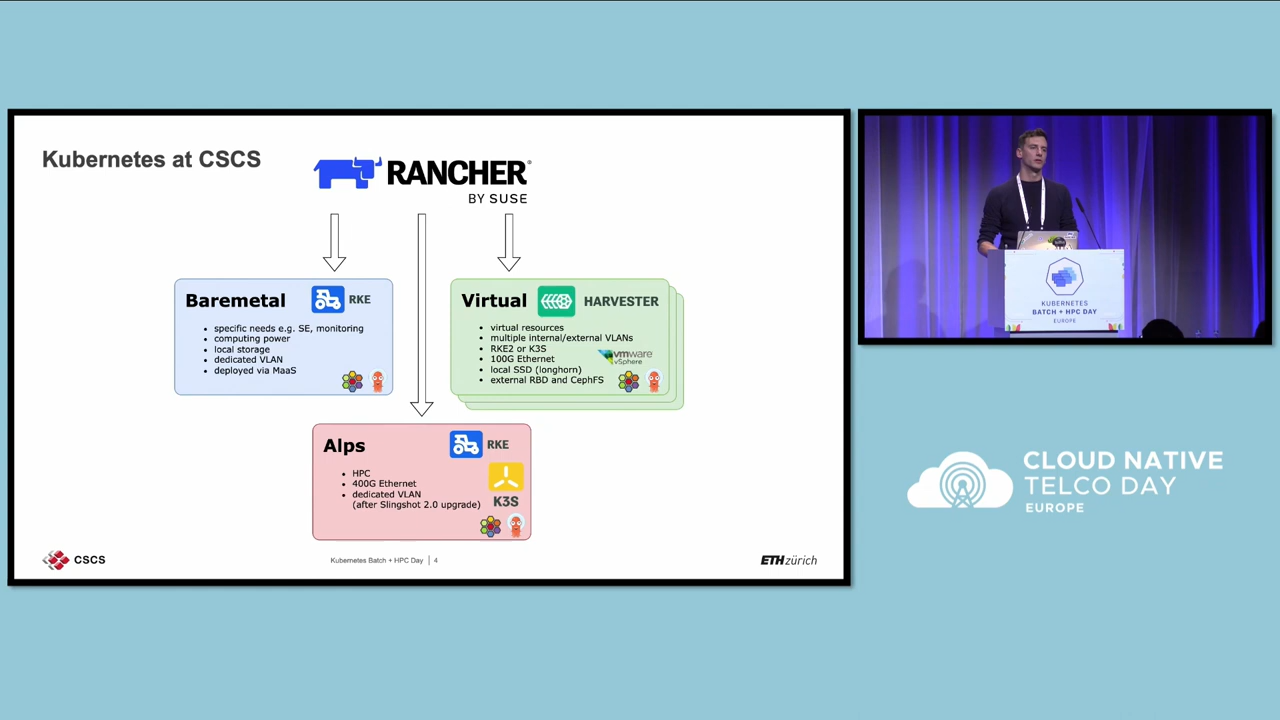 Kubernetes at CSCS
RANCHER®
BY SUSE
Baremetal
RKE
• specific needs e.g. SE, monitoring
• computing power
• local storage
• dedicated VLAN
• deployed via MaaS
Virtual
HARVESTER
• virtual resources
• multiple internal/external VLANs
• RKE2 or K3S
• 100G Ethernet
• local SSD (longhorn)
• external RBD and CephFS
vmware
vSphere
Alps
RKE
K3S
• HPC
• 400G Ethernet
• dedicated VLAN
(after Slingshot 2.0 upgrade)
CSCS
Kubernetes Batch + HPC Day | 4
ETH zürich
KUBERNETES
BATCH + HPC DAY
EUROPE
CLOUD NATIVE
TELCO DAY
EUROPE